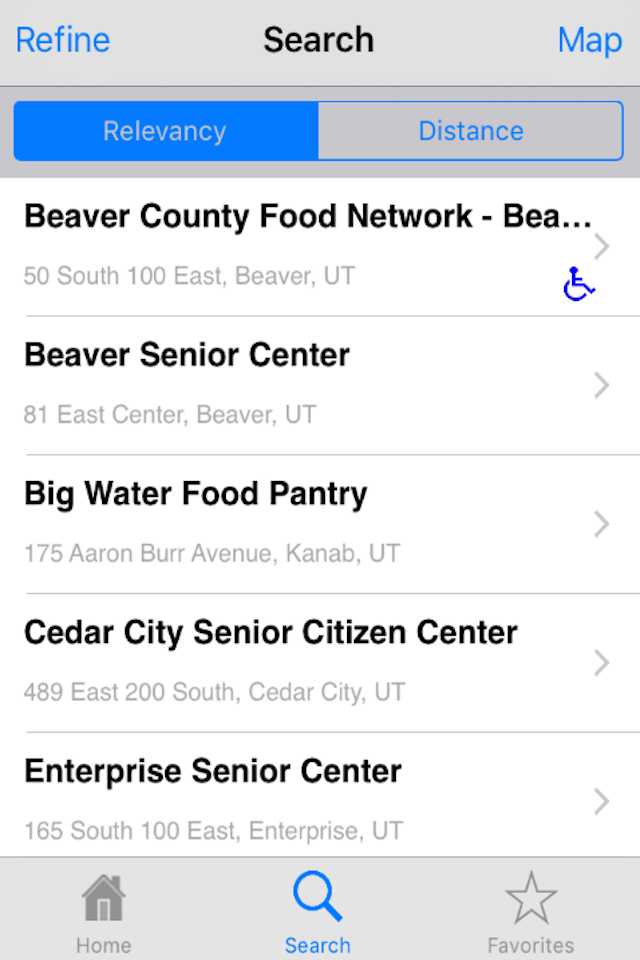 Refine Search Map
Relevancy Distance
Beaver County Food Network - Bea...
50 South 100 East, Beaver, UT
Beaver Senior Center
81 East Center, Beaver, UT
Big Water Food Pantry
175 Aaron Burr Avenue, Kanab, UT
Cedar City Senior Citizen Center
489 East 200 South, Cedar City, UT
Enterprise Senior Center
165 South 100 East, Enterprise, UT
Home Search Favorites